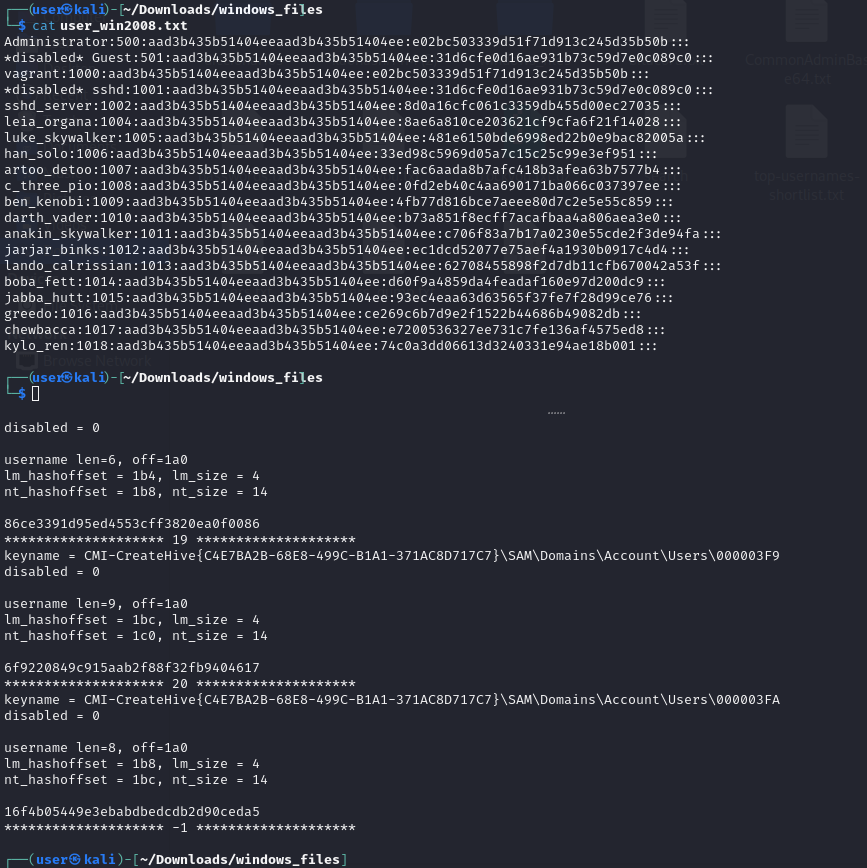 ┌──(user㉿kali)-[~/Downloads/windows_files]
└─$ cat user_win2008.txt
Administrator:500:aad3b435b51404eeaad3b435b51404ee:e02bc503339d51f71d913c245d35b50b:::
*disabled* Guest:501:aad3b435b51404eeaad3b435b51404ee:31d6cfe0d16ae931b73c59d7e0c089c0:::
vagrant:1000:aad3b435b51404eeaad3b435b51404ee:e02bc503339d51f71d913c245d35b50b:::
*disabled* sshd:1001:aad3b435b51404eeaad3b435b51404ee:31d6cfe0d16ae931b73c59d7e0c089c0:::
sshd_server:1002:aad3b435b51404eeaad3b435b51404ee:8d0a16cfc061c3359db455d00ec27035:::
leia_organa:1004:aad3b435b51404eeaad3b435b51404ee:8ae6a810ce203621cf9cfa6f21f14028:::
luke_skywalker:1005:aad3b435b51404eeaad3b435b51404ee:481e6150bde6998ed22b0e9bac82005a:::
han_solo:1006:aad3b435b51404eeaad3b435b51404ee:33ed98c5969d05a7c15c25c99e3ef951:::
artoo_detoo:1007:aad3b435b51404eeaad3b435b51404ee:fac6aada8b7afc418b3afea63b7577b4:::
c_three_pio:1008:aad3b435b51404eeaad3b435b51404ee:0fd2eb40c4aa690171ba066c037397ee:::
ben_kenobi:1009:aad3b435b51404eeaad3b435b51404ee:4fb77d816bce7aeee80d7c2e5e55c859:::
darth_vader:1010:aad3b435b51404eeaad3b435b51404ee:b73a851f8ecff7acafbaa4a806aea3e0:::
anakin_skywalker:1011:aad3b435b51404eeaad3b435b51404ee:c706f83a7b17a0230e55cde2f3de94fa:::
jarjar_binks:1012:aad3b435b51404eeaad3b435b51404ee:ec1dcd52077e75aef4a1930b0917c4d4:::
lando_calrissian:1013:aad3b435b51404eeaad3b435b51404ee:62708455898f2d7db11cfb670042a53f:::
boba_fett:1014:aad3b435b51404eeaad3b435b51404ee:d60f9a4859da4feadaf160e97d200dc9:::
jabba_hutt:1015:aad3b435b51404eeaad3b435b51404ee:93ec4eaa63d63565f37fe7f28d99ce76:::
greedo:1016:aad3b435b51404eeaad3b435b51404ee:ce269c6b7d9e2f1522b44686b49082db:::
chewbacca:1017:aad3b435b51404eeaad3b435b51404ee:e7200536327ee731c7fe136af4575ed8:::
kylo_ren:1018:aad3b435b51404eeaad3b435b51404ee:74c0a3dd06613d3240331e94ae18b001:::
┌──(user㉿kali)-[~/Downloads/windows_files
└─$
......
disabled = 0
username len=6, off=1a0
lm_hashoffset = 1b4, lm_size = 4
nt_hashoffset = 1b8, nt_size = 14
86ce3391d95ed4553cff3820ea0f0086
******************** 19 ********************
keyname = CMI-CreateHive{C4E7BA2B-68E8-499C-B1A1-371AC8D717C7}\SAM\Domains\Account\Users\000003F9
disabled = 0
username len=9, off=1a0
lm_hashoffset = 1bc, lm_size = 4
nt_hashoffset = 1c0, nt_size = 14
6f9220849c915aab2f88f32fb9404617
******************** 20 ********************
keyname = CMI-CreateHive{C4E7BA2B-68E8-499C-B1A1-371AC8D717C7}\SAM\Domains\Account\Users\000003FA
disabled = 0
username len=8, off=1a0
lm_hashoffset = 1b8, lm_size = 4
nt_hashoffset = 1bc, nt_size = 14
16f4b05449e3ebabdbedcdb2d90ceda5
******************** -1 ********************
┌──(user㉿kali)-[~/Downloads/windows_files]